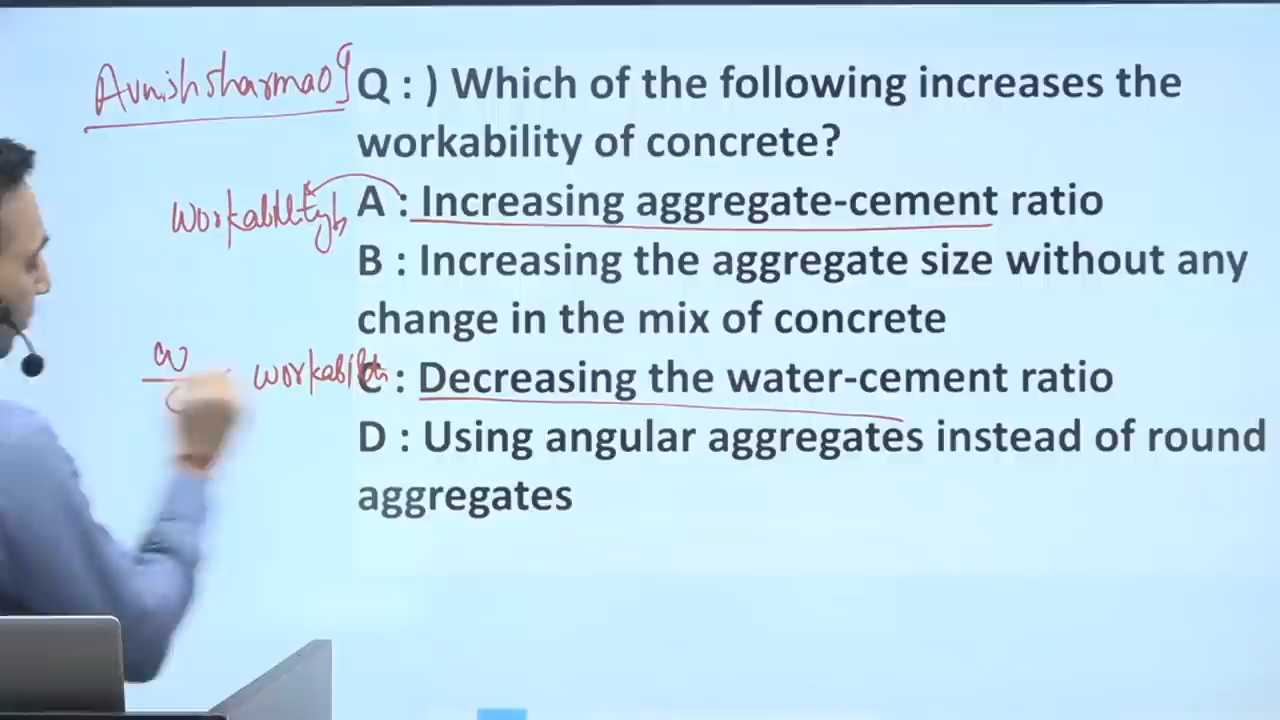 Avnishsharma09
Q : ) Which of the following increases the
workability of concrete?
workability A : Increasing aggregate-cement ratio
B : Increasing the aggregate size without any
change in the mix of concrete
w
workabi C : Decreasing the water-cement ratio
D : Using angular aggregates instead of round
aggregates